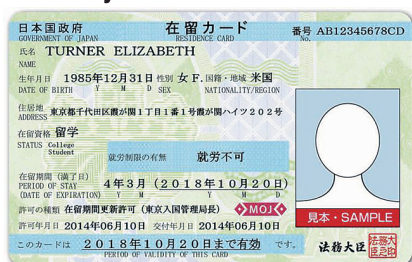 日本国政府 在留カード 番号 AB12345678CD
GOVERNMENT OF JAPAN RESIDENCE CARD No.
氏名 TURNER ELIZABETH
NAME
生年月日 1985年12月31日 性別 女 F. 国籍・地域 米国
DATE OF BIRTH Y M D SEX NATIONALITY/REGION
住居地
ADDRESS 東京都千代田区霞が関1丁目1番1号霞が関ハイツ202号
在留資格 留学
STATUS College
Student
就労制限の有無 就労不可
在留期間（満了日）
PERIOD OF STAY 4年3月（2018年10月20日）
(DATE OF EXPIRATION) Y M Y M D
許可の種類 在留期間更新許可（東京入国管理局長） MOJ
許可年月日 2014年06月10日 交付年月日 2014年06月10日
見本・SAMPLE
このカードは 2018年10月20日まで有効 です。
PERIOD OF VALIDITY OF THIS CARD
法務大臣